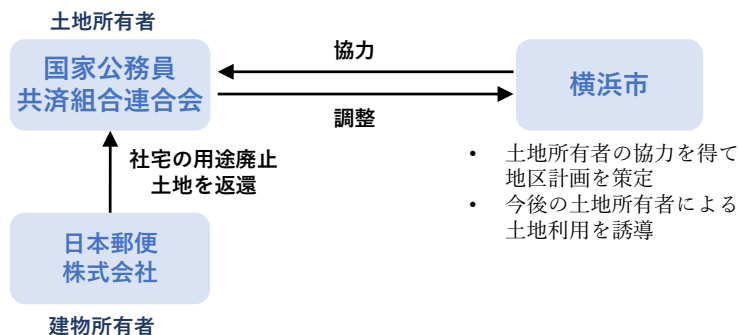 土地所有者
国家公務員
共済組合連合会
協力
調整
横浜市
• 土地所有者の協力を得て
地区計画を策定
• 今後の土地所有者による
土地利用を誘導
社宅の用途廃止
土地を返還
日本郵便
株式会社
建物所有者